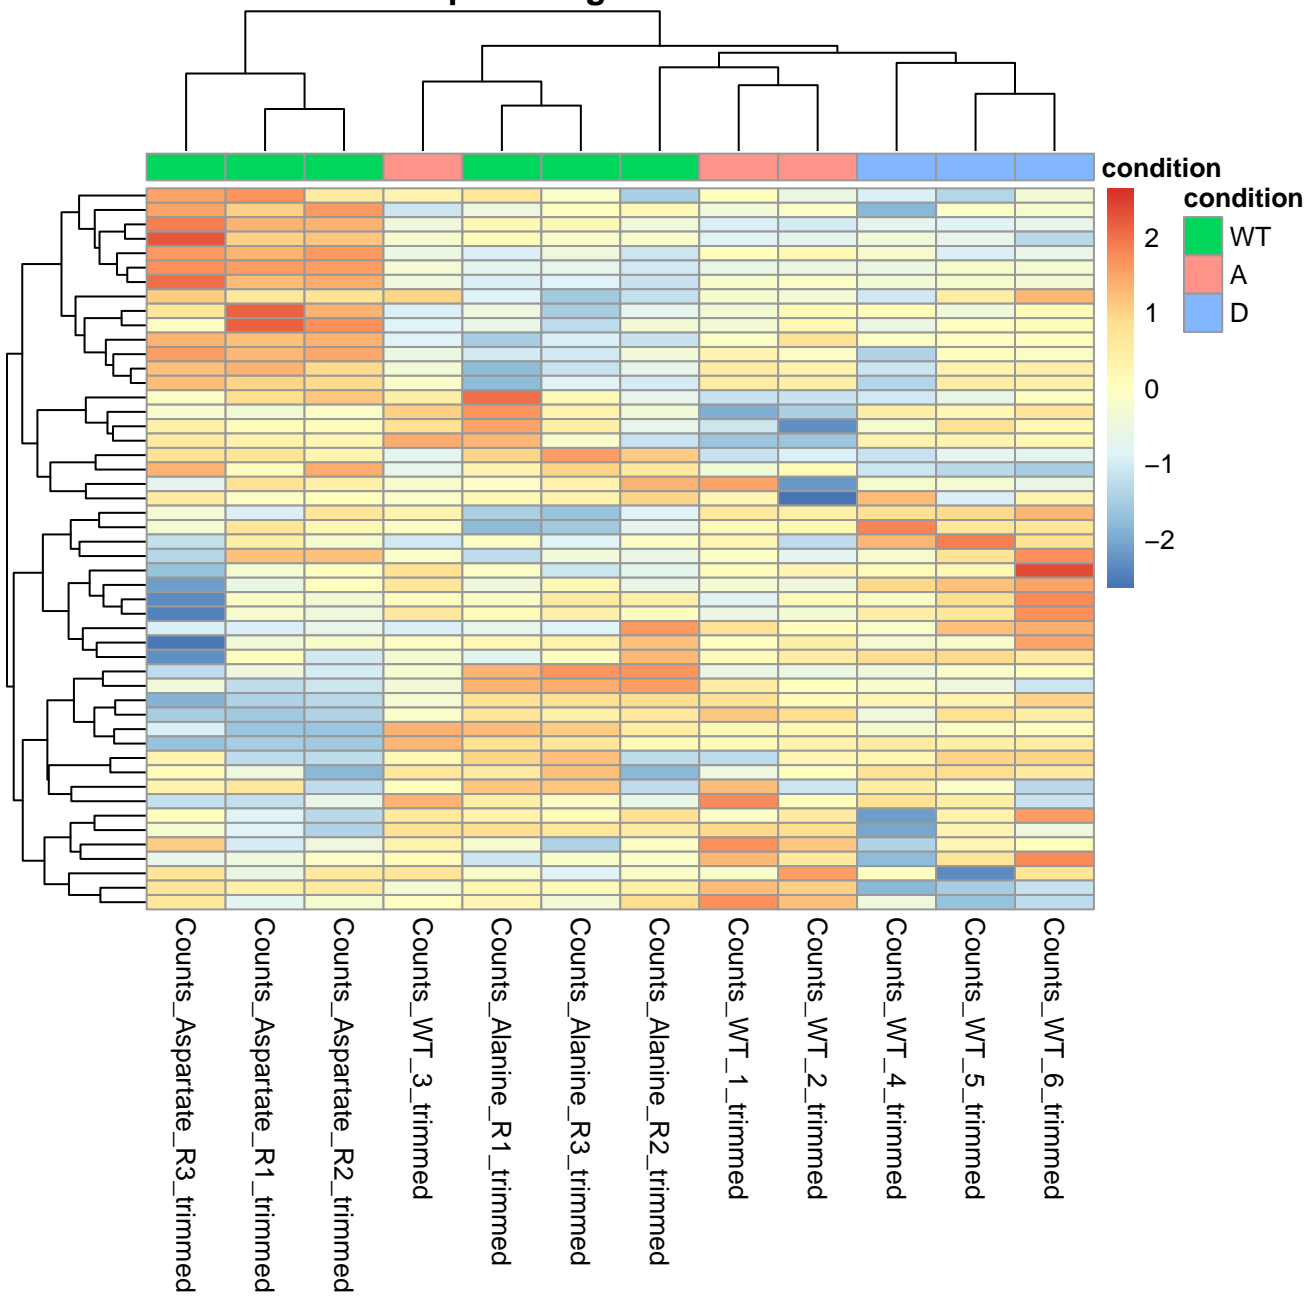 condition
condition
WT
A
D
2
1
0
−1
−2
Counts_Aspartate_R3_trimmed
Counts_Aspartate_R1_trimmed
Counts_Aspartate_R2_trimmed
Counts_WT_3_trimmed
Counts_Alanine_R1_trimmed
Counts_Alanine_R3_trimmed
Counts_Alanine_R2_trimmed
Counts_WT_1_trimmed
Counts_WT_2_trimmed
Counts_WT_4_trimmed
Counts_WT_5_trimmed
Counts_WT_6_trimmed